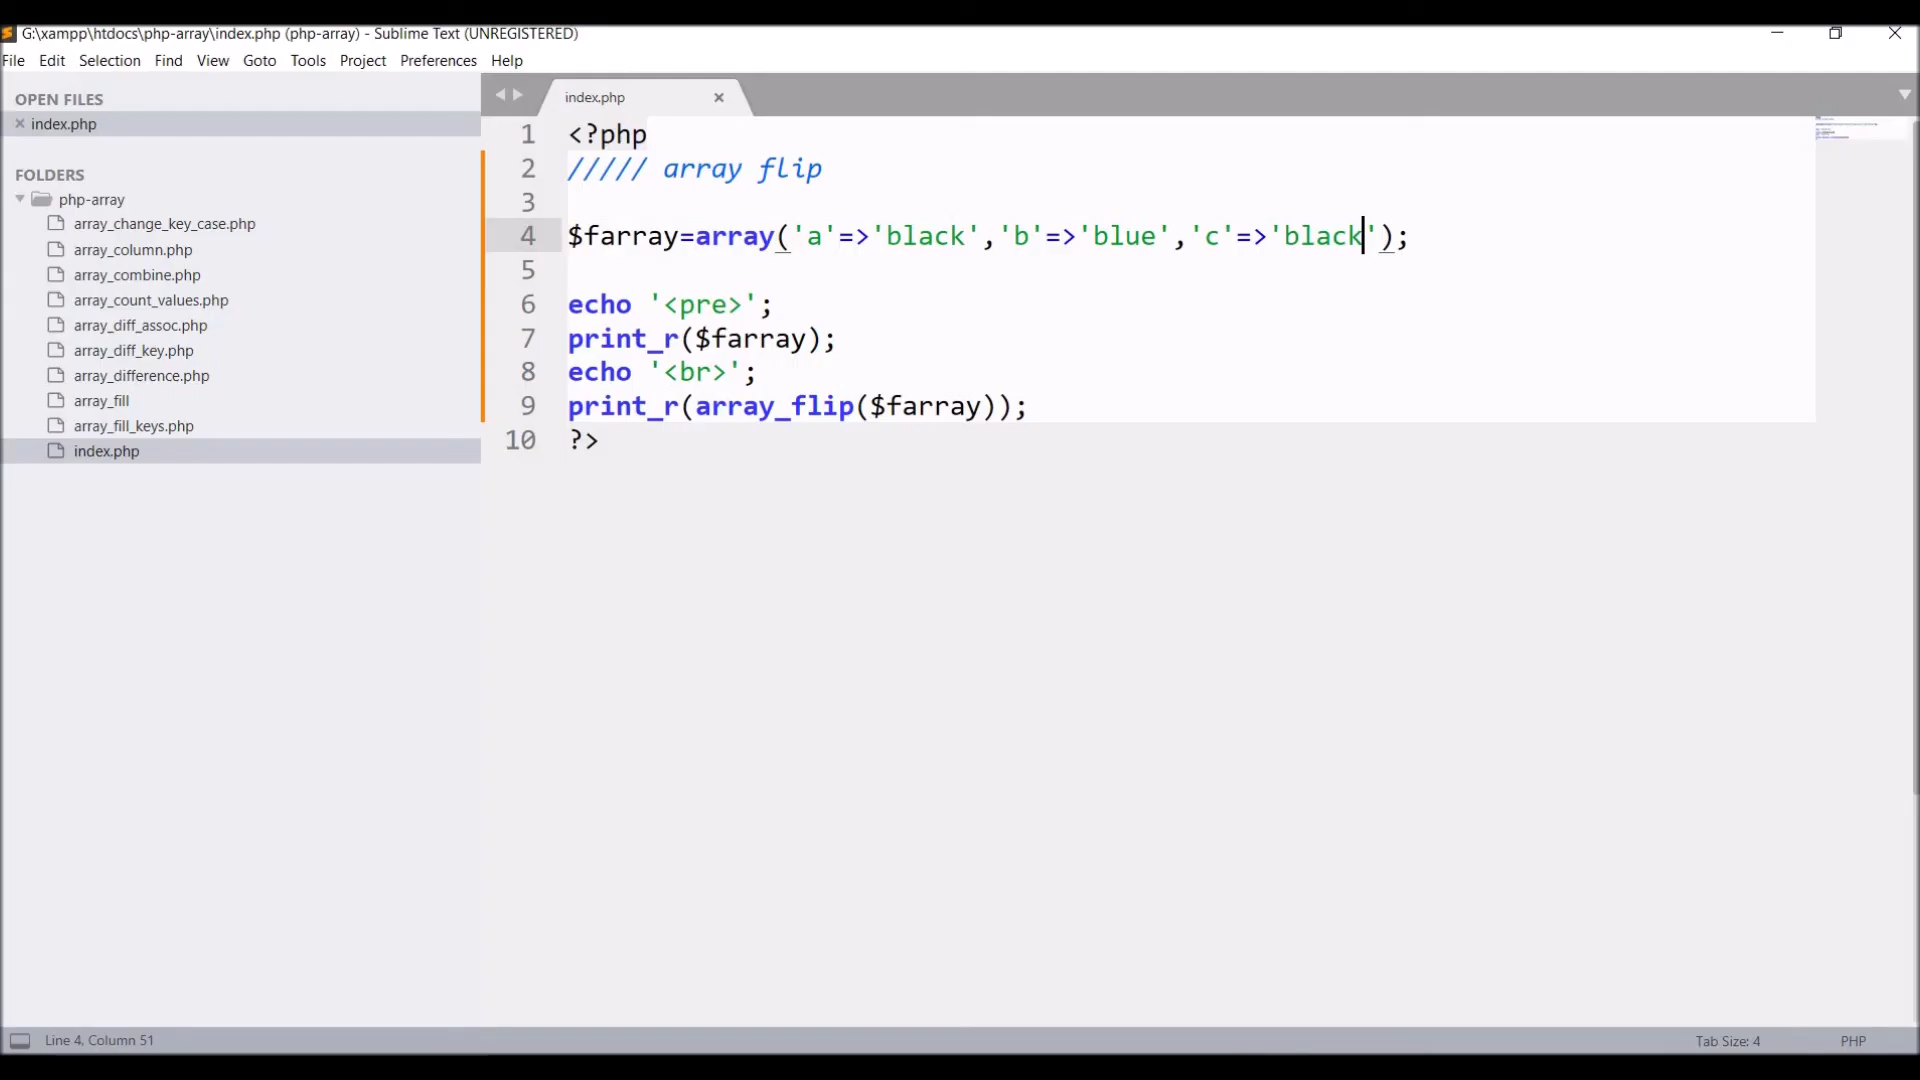 G:\xampp\htdocs\php-array\index.php (php-array) - Sublime Text (UNREGISTERED)
File Edit Selection Find View Goto Tools Project Preferences Help
OPEN FILES
index.php
FOLDERS
php-array
array_change_key_case.php
array_column.php
array_combine.php
array_count_values.php
array_diff_assoc.php
array_diff_key.php
array_difference.php
array_fill
array_fill_keys.php
index.php
index.php
1 <?php
2 ///// array flip
3
4 $farray=array('a'=>'black','b'=>'blue','c'=>'black');
5
6 echo '<pre>';
7 print_r($farray);
8 echo '<br>';
9 print_r(array_flip($farray));
10 ?>
Line 4, Column 51
Tab Size: 4
PHP